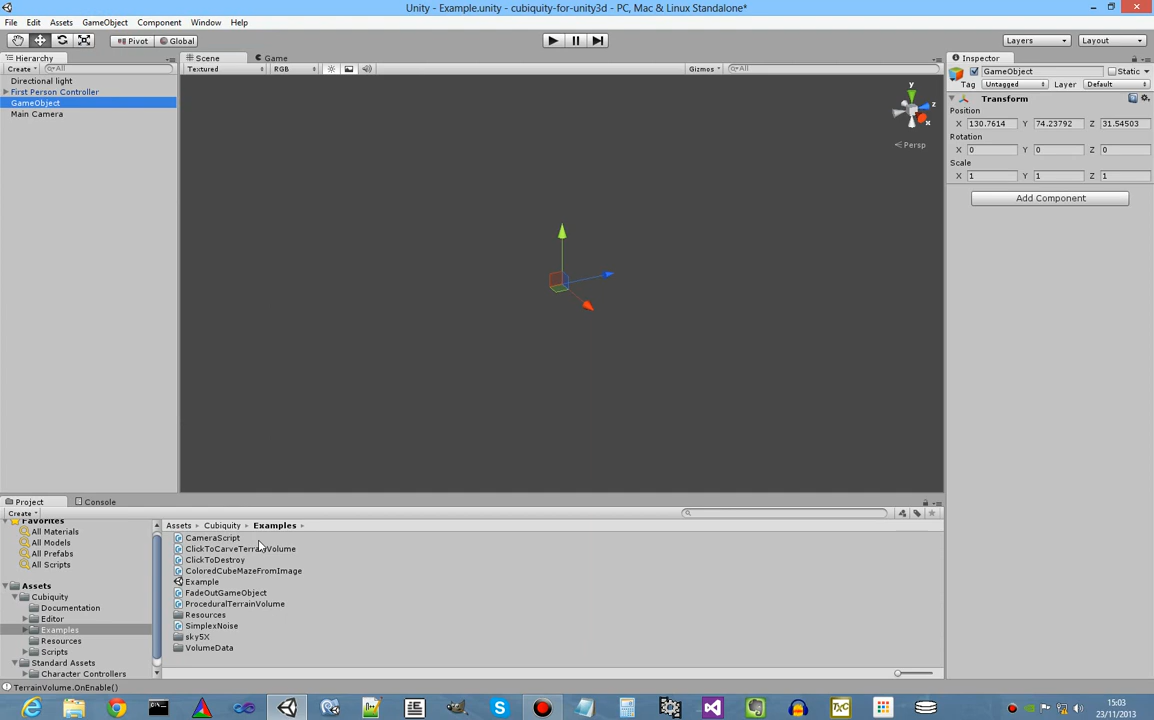 Unity - Example.unity - cubiquity-for-unity3d - PC, Mac & Linux Standalone*
File Edit Assets GameObject Component Window Help
Pivot Global Layers Layout
Hierarchy Scene Game Inspector
Create All Textured RGB Gizmos All
GameObject Static
Tag Untagged Layer Default
Directional light
First Person Controller
GameObject
Main Camera
y
z
x
Persp
Transform
Position
X 130.7614 Y 74.23792 Z 31.54503
Rotation
X 0 Y 0 Z 0
Scale
X 1 Y 1 Z 1
Add Component
Project Console
Create
Favorites
All Materials
All Models
All Prefabs
All Scripts
Assets
Cubiquity
Documentation
Editor
Examples
Resources
Scripts
Standard Assets
Character Controllers
Assets Cubiquity Examples
CameraScript
ClickToCarveTerrainVolume
ClickToDestroy
ColoredCubeMazeFromImage
Example
FadeOutGameObject
ProceduralTerrainVolume
Resources
SimplexNoise
sky5X
VolumeData
TerrainVolume.OnEnable()
15:03
23/11/2013